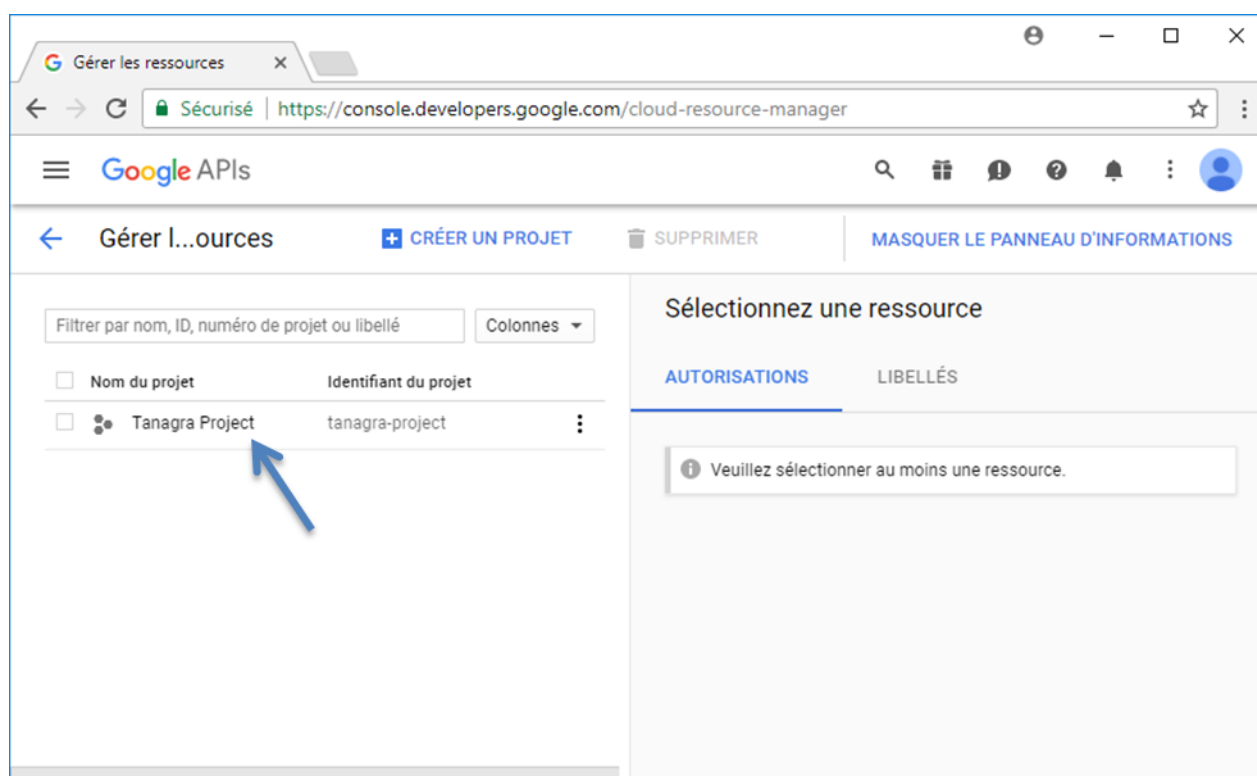 Gérer les ressources
Sécurisé | https://console.developers.google.com/cloud-resource-manager
Google APIs
Gérer l...ources CRÉER UN PROJET SUPPRIMER MASQUER LE PANNEAU D'INFORMATIONS
Sélectionnez une ressource
Filtrer par nom, ID, numéro de projet ou libellé Colonnes
AUTORISATIONS LIBELLÉS
Nom du projet Identifiant du projet
Tanagra Project tanagra-project
Veuillez sélectionner au moins une ressource.